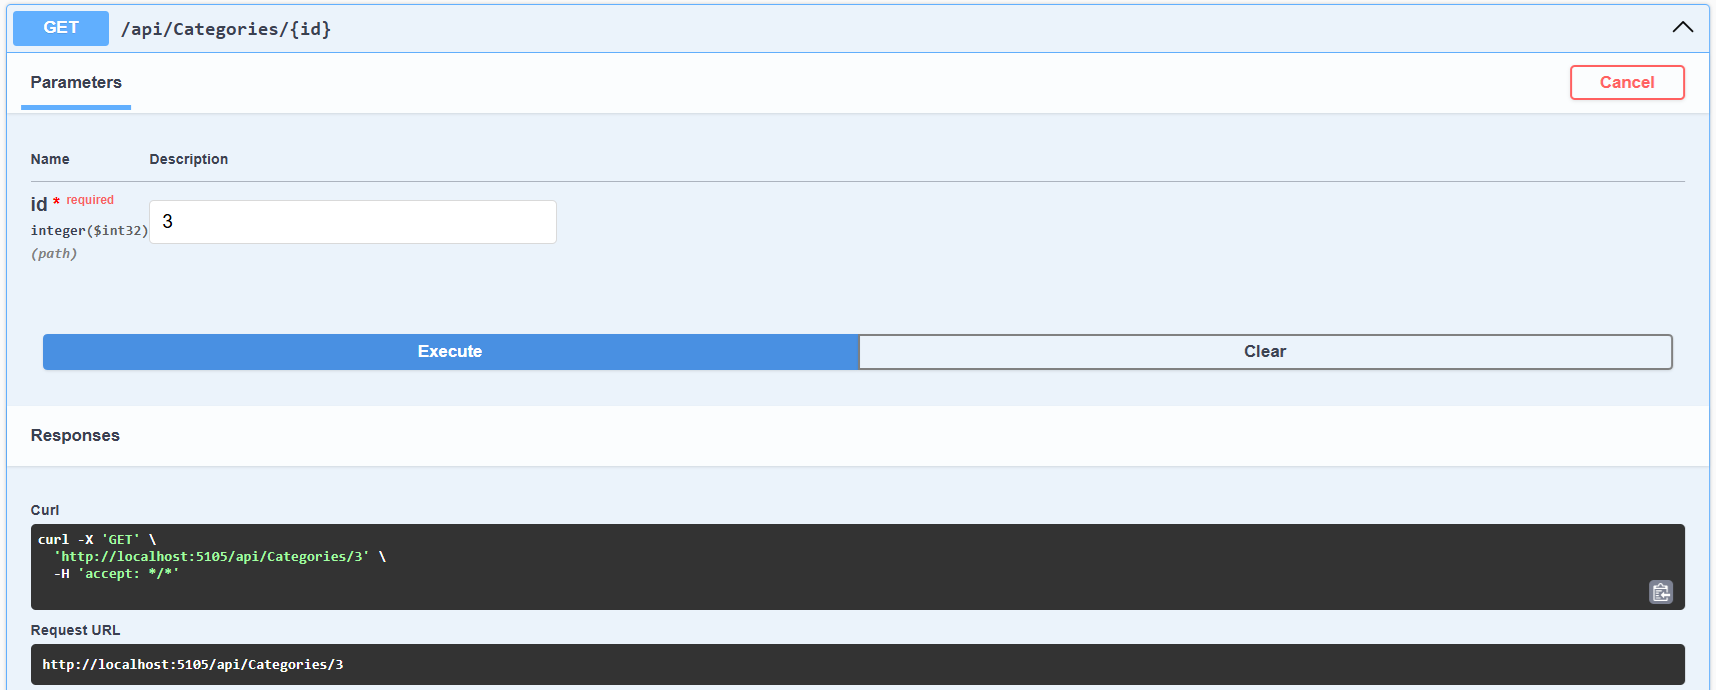 GET /api/Categories/{id}
Parameters Cancel
Name Description
id * required
integer($int32)
(path)
3
Execute Clear
Responses
Curl
curl -X 'GET' \
  'http://localhost:5105/api/Categories/3' \
  -H 'accept: */*'
Request URL
http://localhost:5105/api/Categories/3